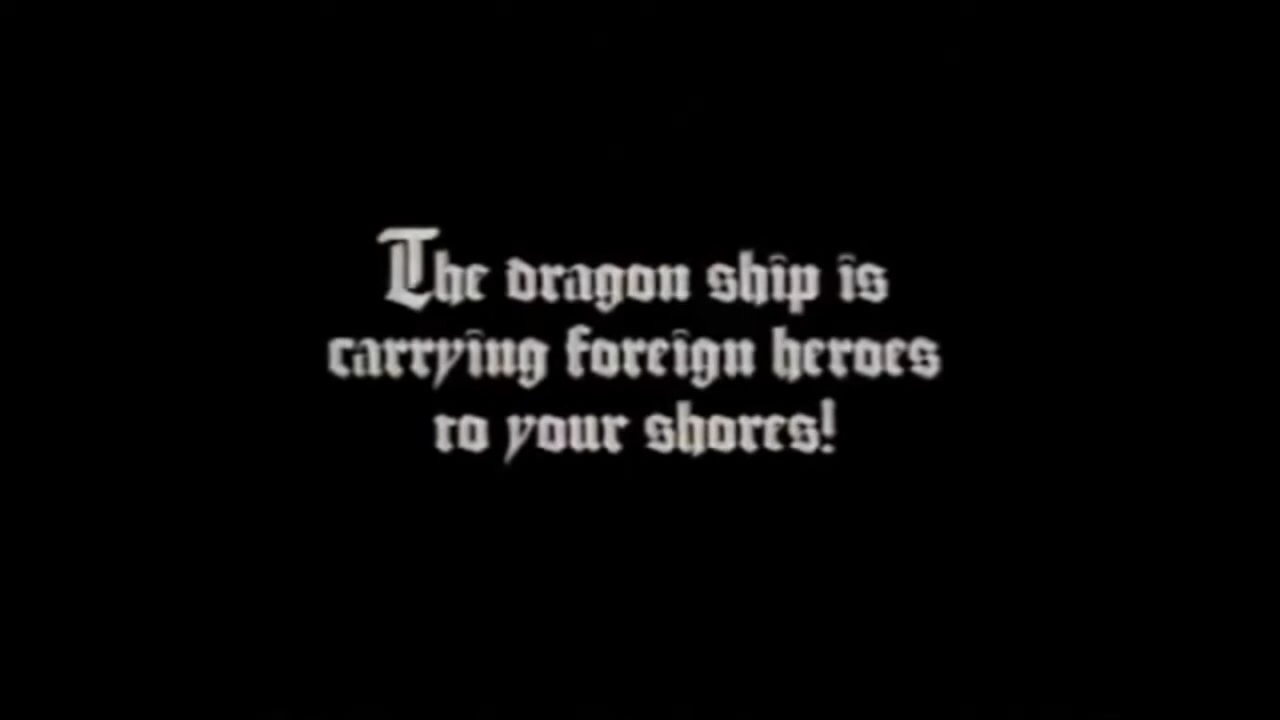 The dragon ship is
carrying foreign heroes
to your shores!